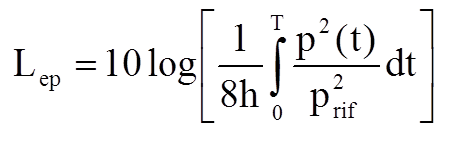 L_ep = 10 log[ 1/8h ∫_0^T p²(t)/p²_rif dt ]